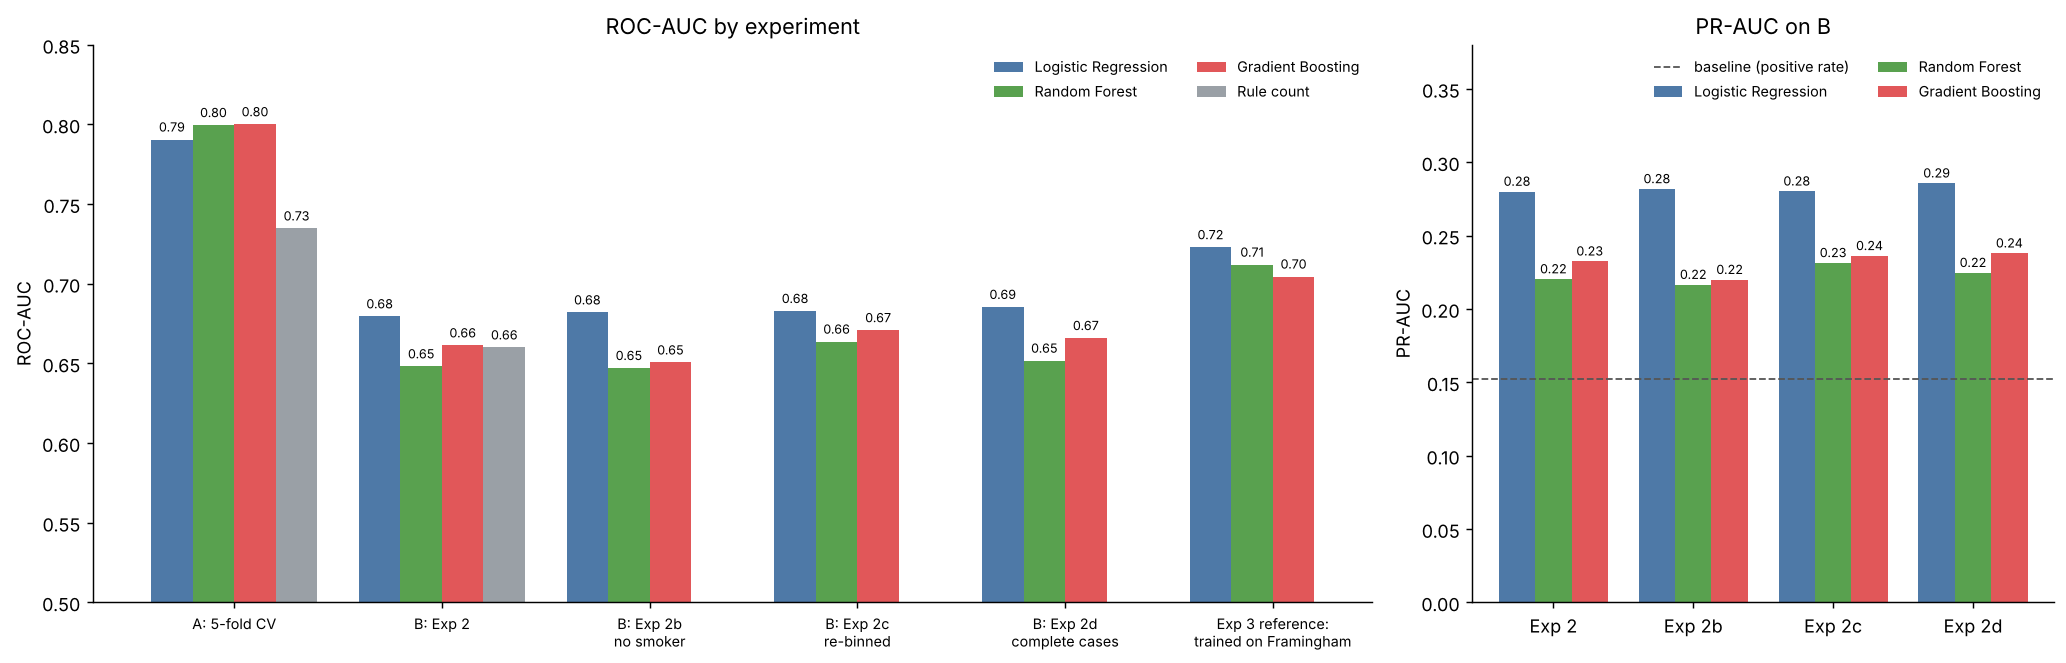 ROC-AUC by experiment
Logistic Regression
Random Forest
Gradient Boosting
Rule count
ROC-AUC
0.85
0.80
0.75
0.70
0.65
0.60
0.55
0.50
0.79
0.80
0.80
0.73
0.68
0.65
0.66
0.66
0.68
0.65
0.65
0.68
0.66
0.67
0.69
0.65
0.67
0.72
0.71
0.70
A: 5-fold CV
B: Exp 2
B: Exp 2b
no smoker
B: Exp 2c
re-binned
B: Exp 2d
complete cases
Exp 3 reference:
trained on Framingham
PR-AUC on B
baseline (positive rate)
Logistic Regression
Random Forest
Gradient Boosting
PR-AUC
0.35
0.30
0.25
0.20
0.15
0.10
0.05
0.00
0.28
0.22
0.23
0.28
0.22
0.22
0.28
0.23
0.24
0.29
0.22
0.24
Exp 2
Exp 2b
Exp 2c
Exp 2d